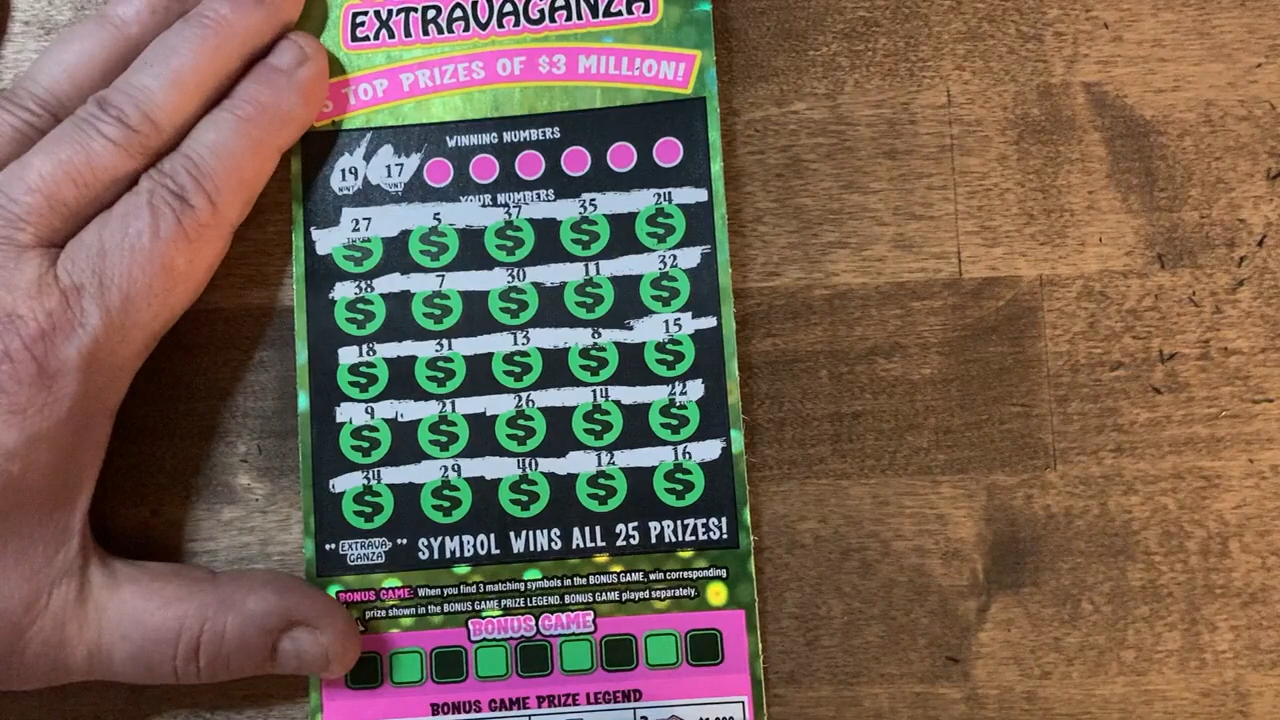 EXTRAVAGANZA
TOP PRIZES OF $3 MILLION!
WINNING NUMBERS
19 17
YOUR NUMBERS
27 5 37 35 24
$ $ $ $ $
38 7 30 11 32
$ $ $ $ $
18 31 13 8 15
$ $ $ $ $
9 21 26 14 22
$ $ $ $ $
34 29 40 12 16
$ $ $ $ $
"EXTRAVA-
GANZA" SYMBOL WINS ALL 25 PRIZES!
BONUS GAME: When you find 3 matching symbols in the BONUS GAME, win corresponding
prize shown in the BONUS GAME PRIZE LEGEND. BONUS GAME played separately.
BONUS GAME
BONUS GAME PRIZE LEGEND